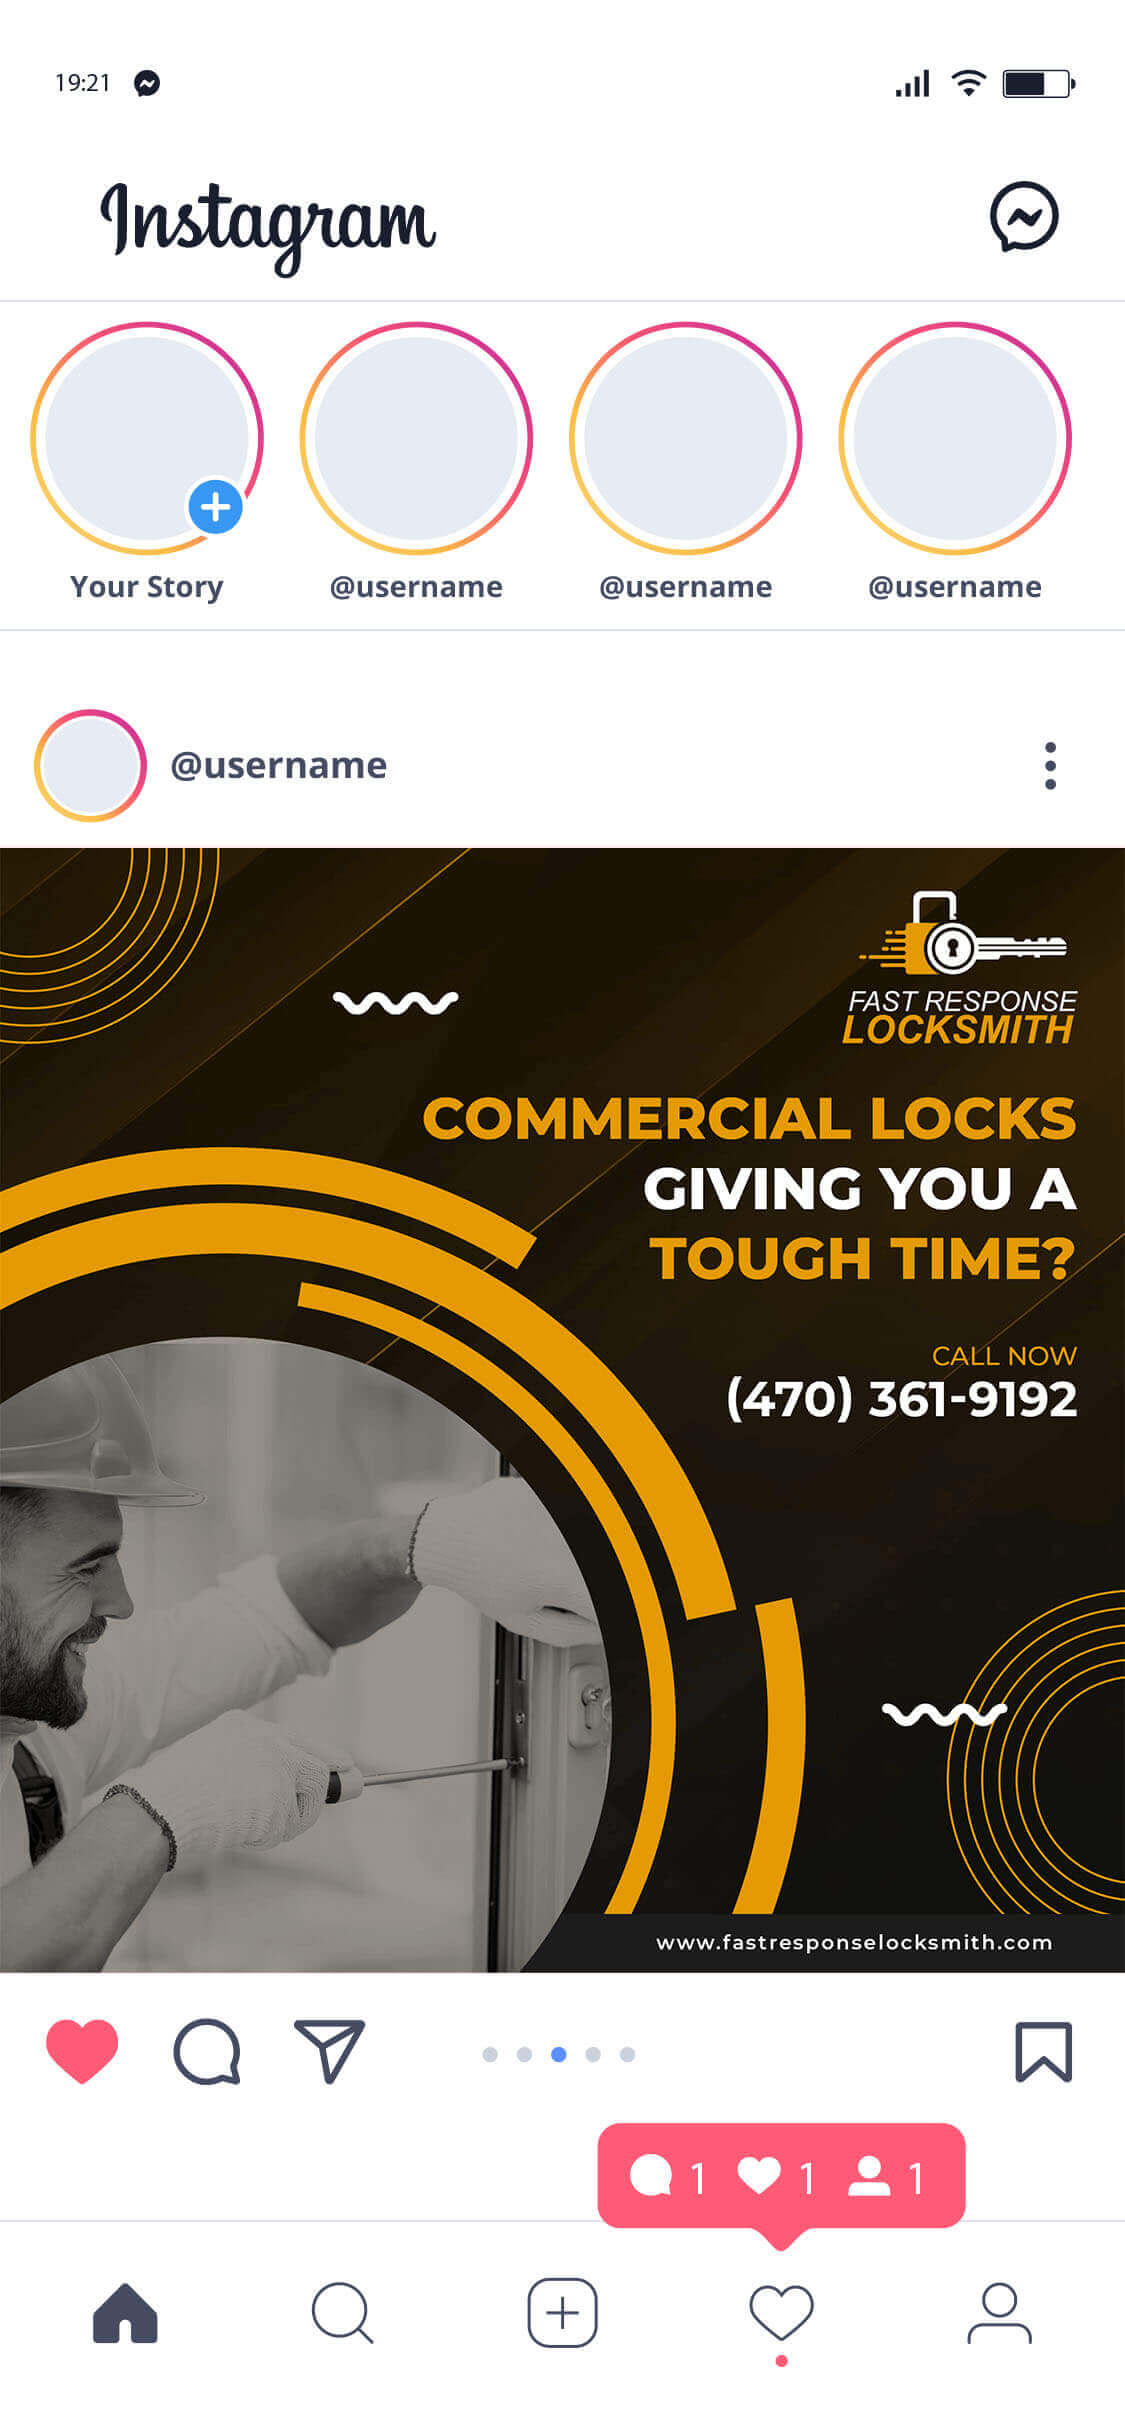 19:21
Instagram
Your Story
@username
@username
@username
@username
FAST RESPONSE
LOCKSMITH
COMMERCIAL LOCKS
GIVING YOU A
TOUGH TIME?
CALL NOW
(470) 361-9192
www.fastresponselocksmith.com
1 1 1